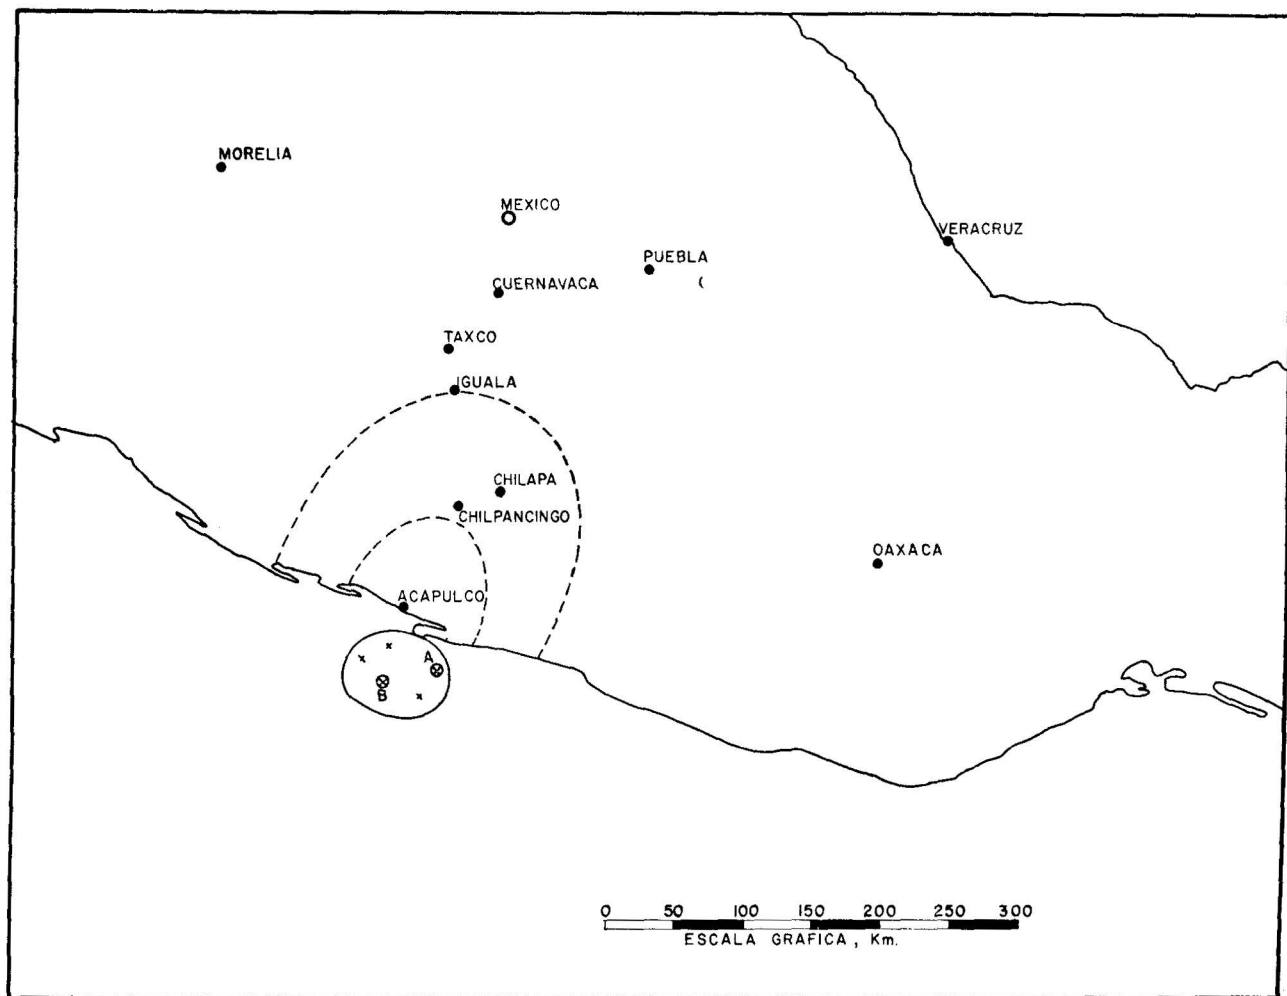 MORELIA
MEXICO
VERACRUZ
PUEBLA
CUERNAVACA
(
TAXCO
IGUALA
CHILAPA
CHILPANCINGO
OAXACA
ACAPULCO
A
B
0 50 100 150 200 250 300
ESCALA GRAFICA, Km.